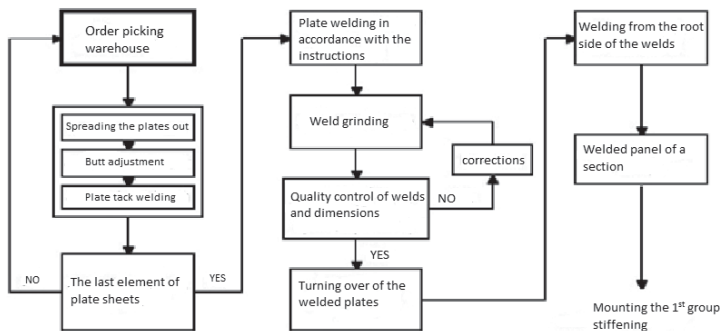 Order picking
warehouse
Spreading the plates out
Butt adjustment
Plate tack welding
NO
The last element of
plate sheets
YES
Plate welding in
accordance with the
instructions
Weld grinding
corrections
Quality control of welds
and dimensions
NO
YES
Turning over of the
welded plates
Welding from the root
side of the welds
Welded panel of a
section
Mounting the 1st group
stiffening